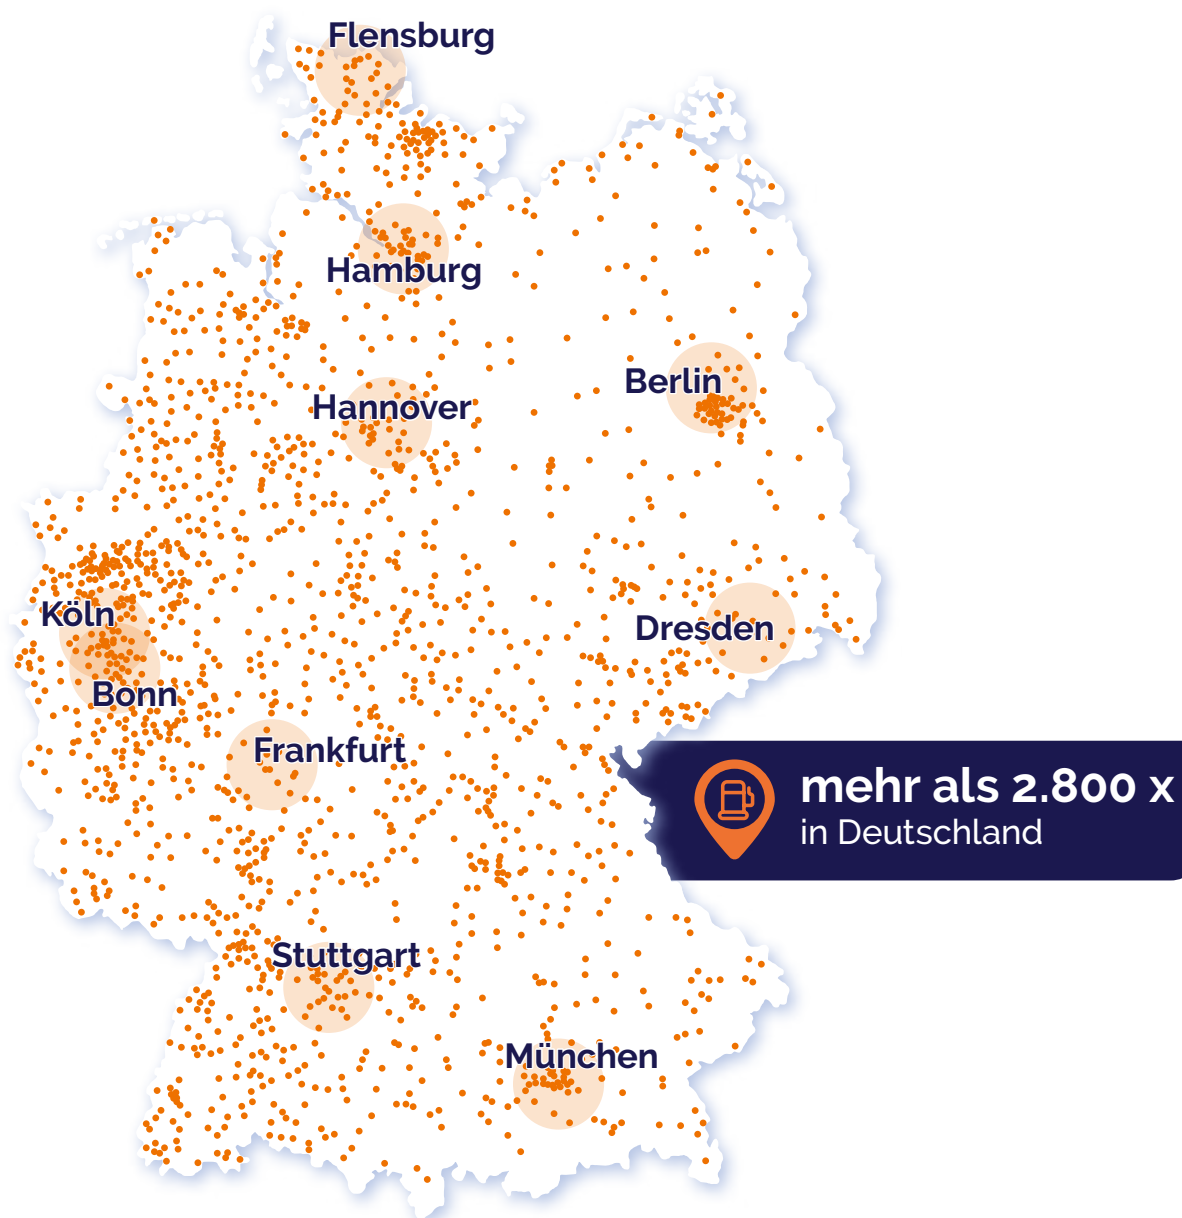 Flensburg
Hamburg
Berlin
Hannover
Köln
Dresden
Bonn
Frankfurt
mehr als 2.800 x
in Deutschland
Stuttgart
München